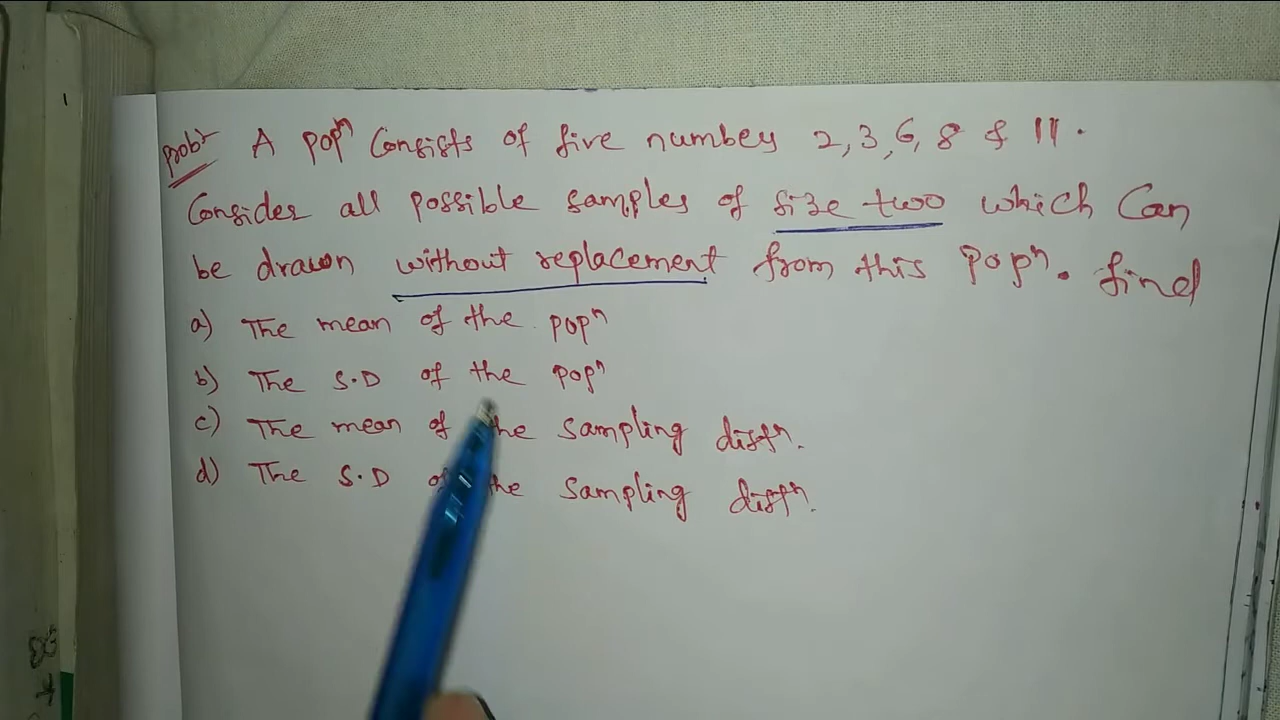 prob2 A popn Consists of five numbers 2,3,6, 8 & 11.
Consider all possible samples of size two which Can
be drawn without replacement from this popn. find
a) The mean of the popn
b) The S.D of the popn
c) The mean of the sampling distn.
d) The S.D of the sampling distn.